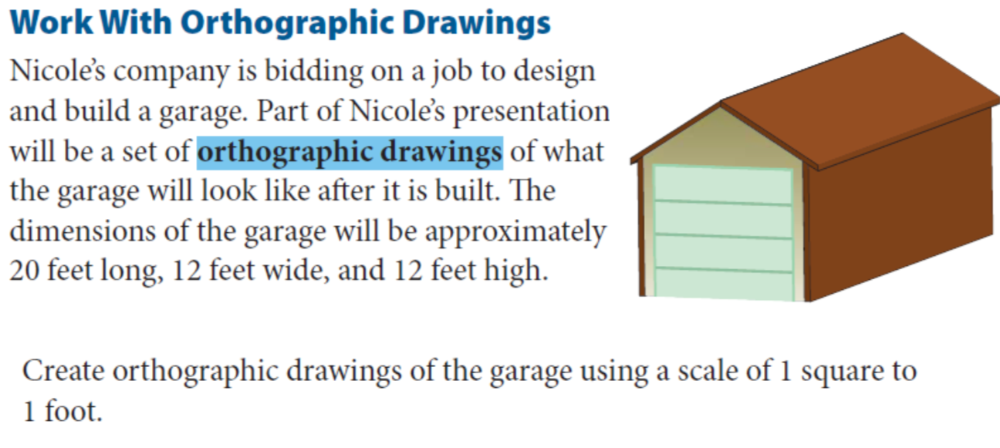 Work With Orthographic Drawings
Nicole’s company is bidding on a job to design
and build a garage. Part of Nicole’s presentation
will be a set of orthographic drawings of what
the garage will look like after it is built. The
dimensions of the garage will be approximately
20 feet long, 12 feet wide, and 12 feet high.
Create orthographic drawings of the garage using a scale of 1 square to
1 foot.